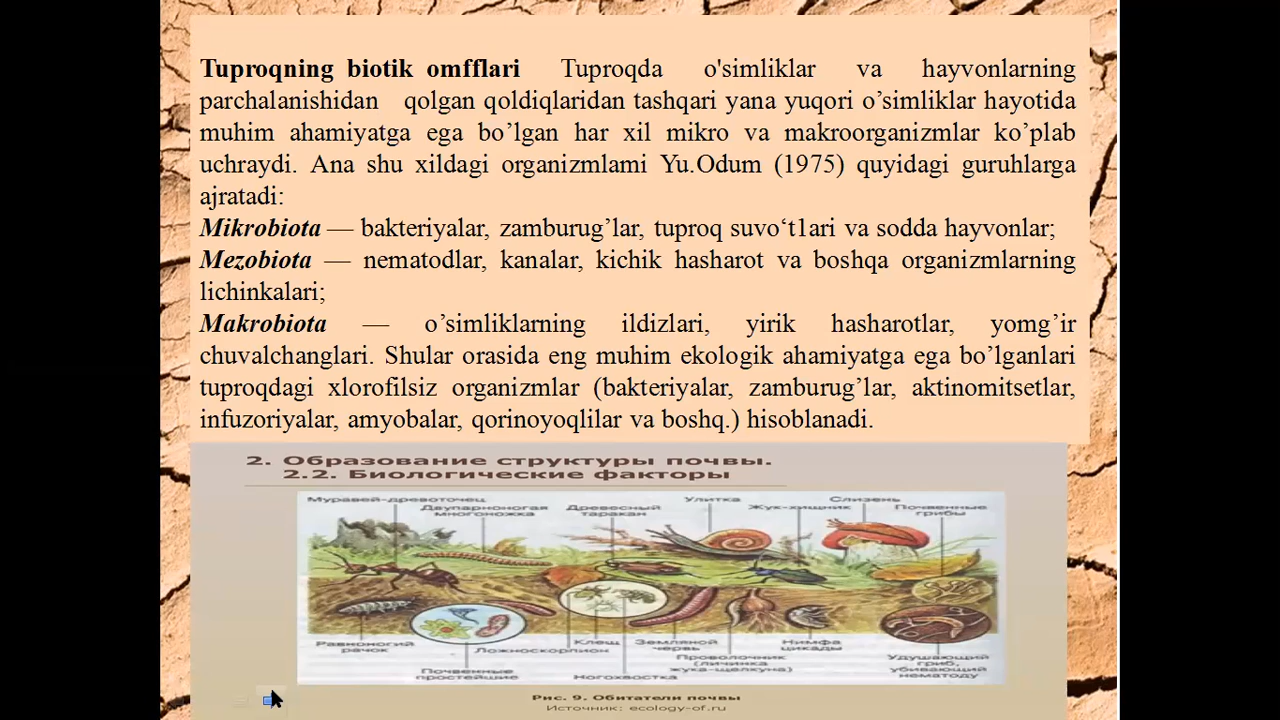 Tuproqning biotik omfflari Tuproqda o'simliklar va hayvonlarning
parchalanishidan qolgan qoldiqlaridan tashqari yana yuqori o’simliklar hayotida
muhim ahamiyatga ega bo’lgan har xil mikro va makroorganizmlar ko’plab
uchraydi. Ana shu xildagi organizmlami Yu.Odum (1975) quyidagi guruhlarga
ajratadi:
Mikrobiota — bakteriyalar, zamburug’lar, tuproq suvo‘t1ari va sodda hayvonlar;
Mezobiota — nematodlar, kanalar, kichik hasharot va boshqa organizmlarning
lichinkalari;
Makrobiota — o’simliklarning ildizlari, yirik hasharotlar, yomg’ir
chuvalchanglari. Shular orasida eng muhim ekologik ahamiyatga ega bo’lganlari
tuproqdagi xlorofilsiz organizmlar (bakteriyalar, zamburug’lar, aktinomitsetlar,
infuzoriyalar, amyobalar, qorinoyoqlilar va boshq.) hisoblanadi.
2. Образование структуры почвы.
2.2. Биологические факторы
Муравей-древоточец
Двупарноногая
многоножка
Древесный
таракан
Улитка
Жук-хищник
Слизень
Почвенные
грибы
Равноногий
рачок
Почвенные
простейшие
Ложноскорпион
Клещ
Ногохвостка
Земляной
червь
Проволочник
(личинка
жука-щелкуна)
Нимфа
цикады
Удушающий
гриб,
убивающий
нематоду
Рис. 9. Обитатели почвы
Источник: ecology-of.ru